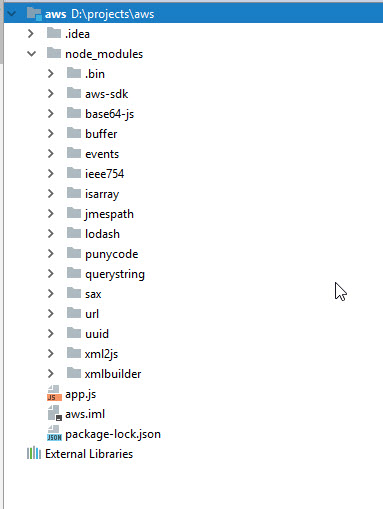 aws D:\projects\aws
.idea
node_modules
.bin
aws-sdk
base64-js
buffer
events
ieee754
isarray
jmespath
lodash
punycode
querystring
sax
url
uuid
xml2js
xmlbuilder
JS app.js
aws.iml
JSON package-lock.json
External Libraries